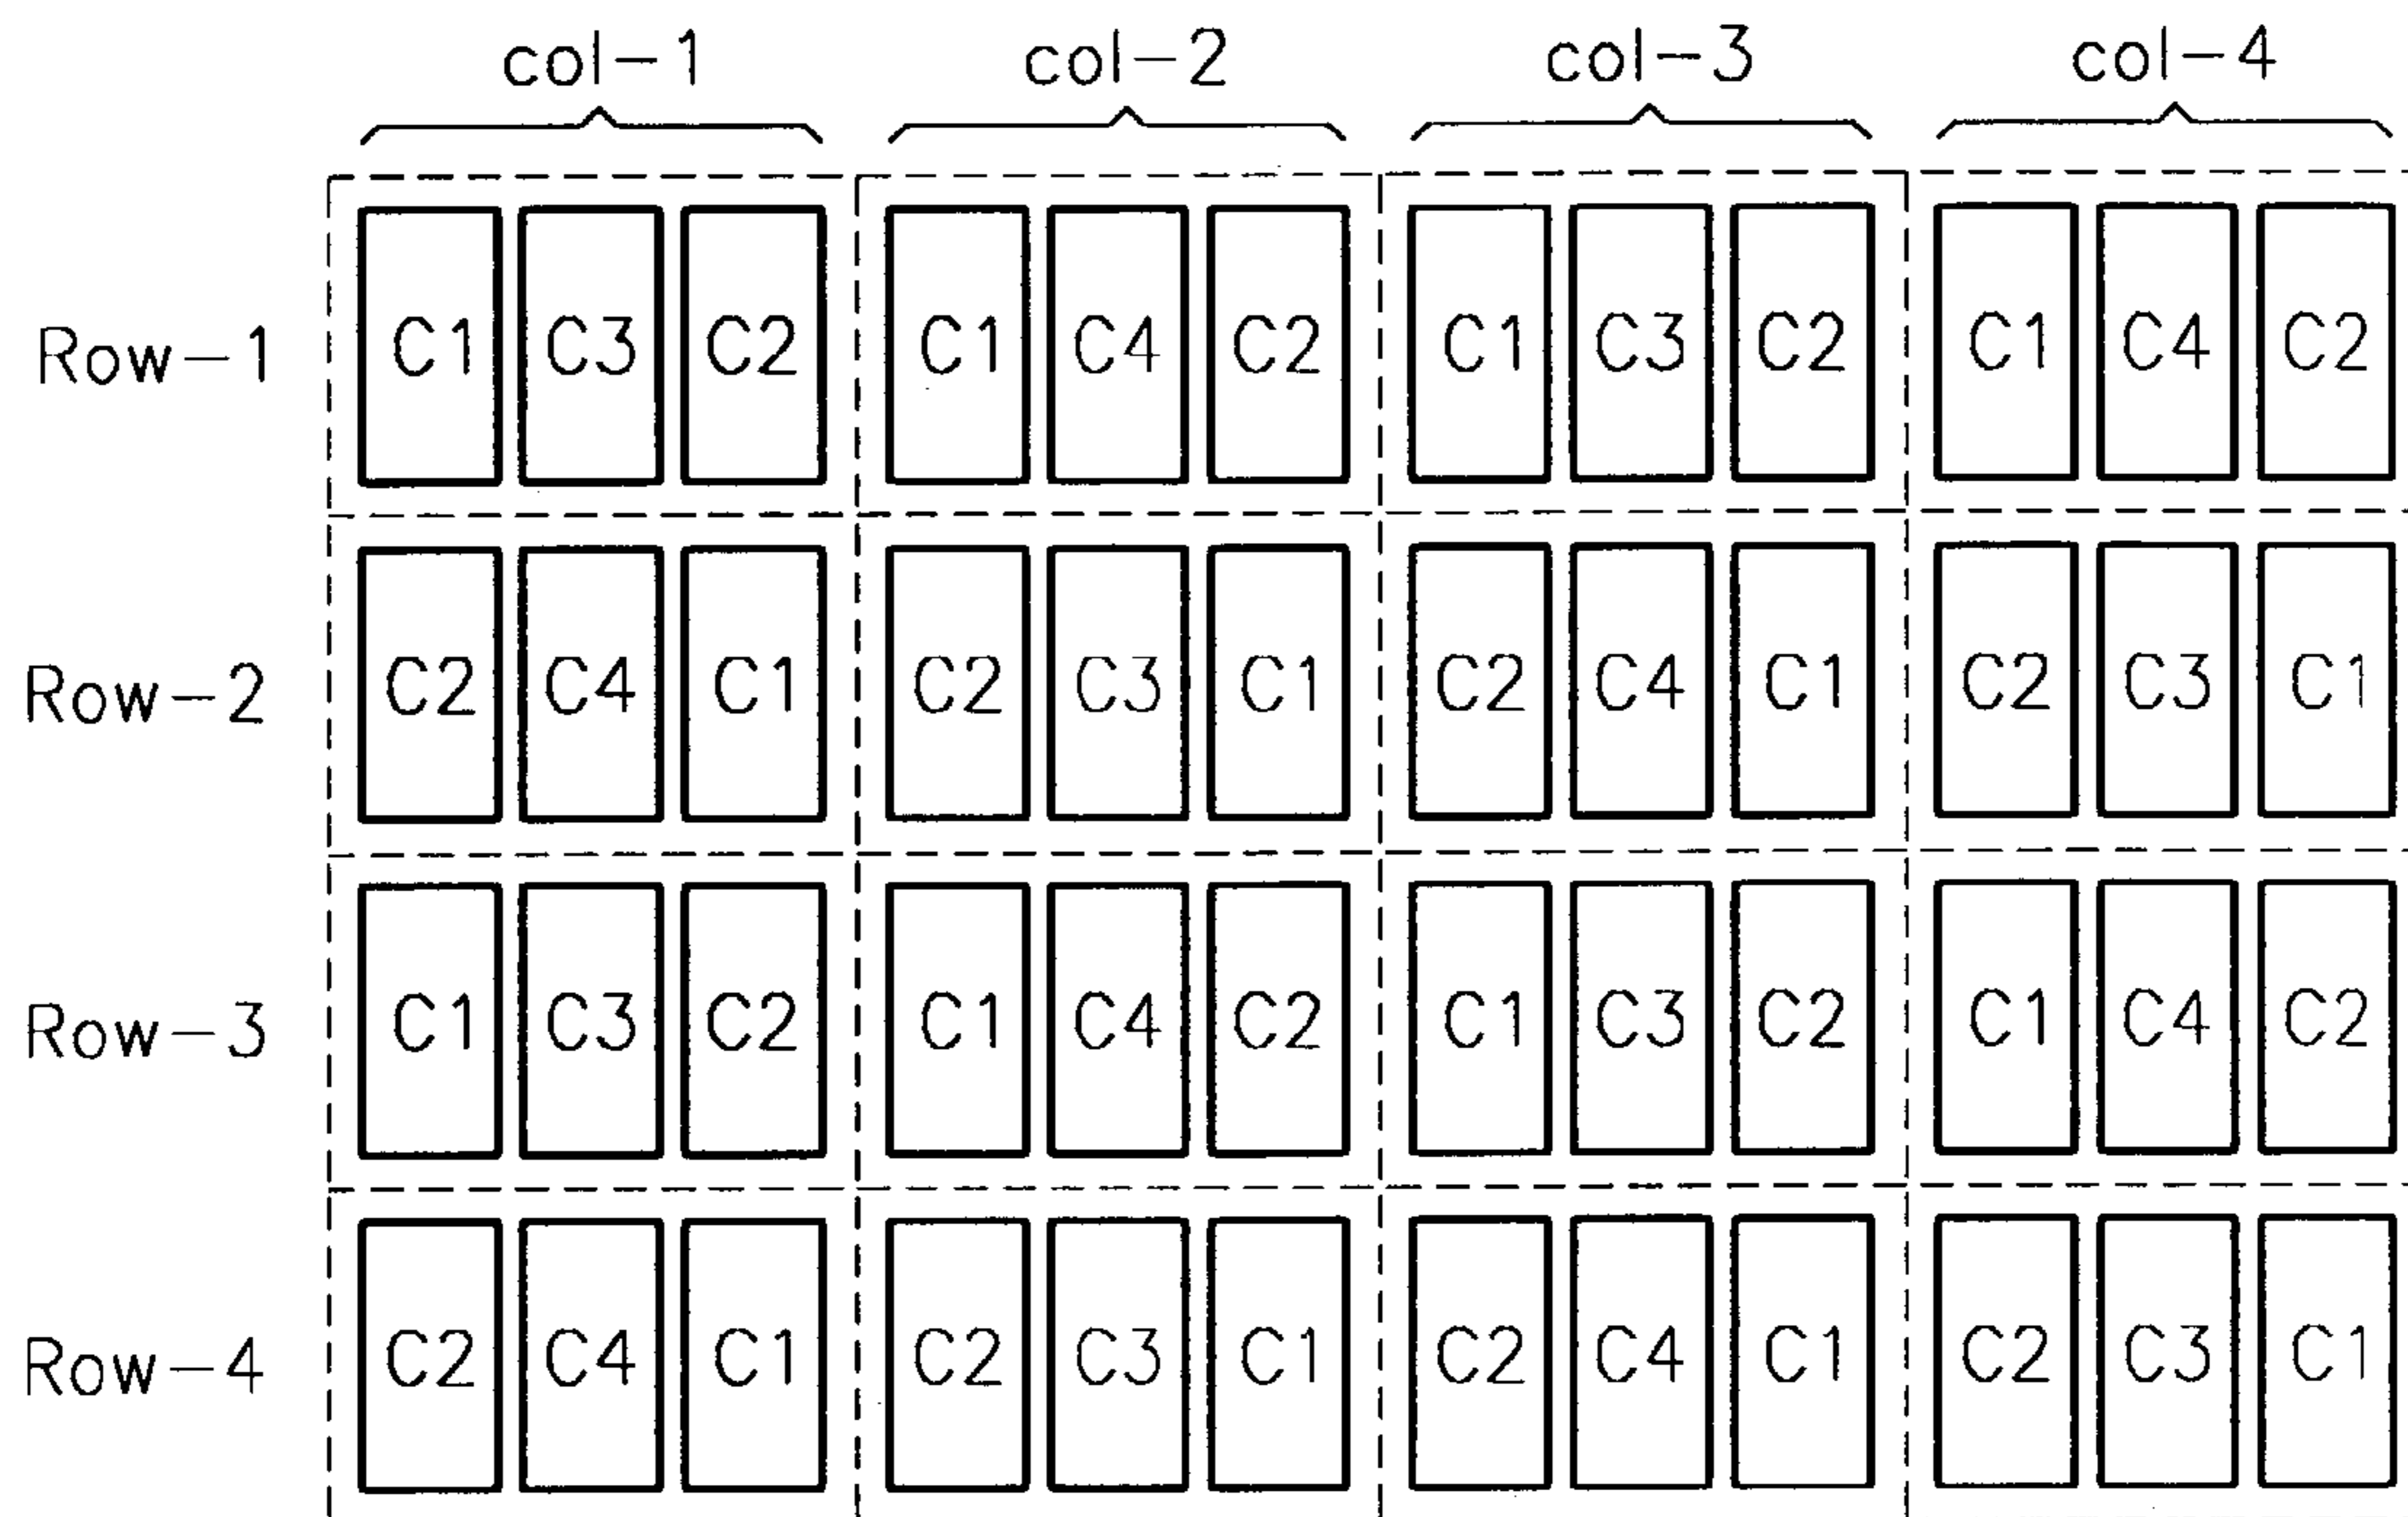 col-1 col-2 col-3 col-4
Row-1 C1 C3 C2 C1 C4 C2 C1 C3 C2 C1 C4 C2
Row-2 C2 C4 C1 C2 C3 C1 C2 C4 C1 C2 C3 C1
Row-3 C1 C3 C2 C1 C4 C2 C1 C3 C2 C1 C4 C2
Row-4 C2 C4 C1 C2 C3 C1 C2 C4 C1 C2 C3 C1